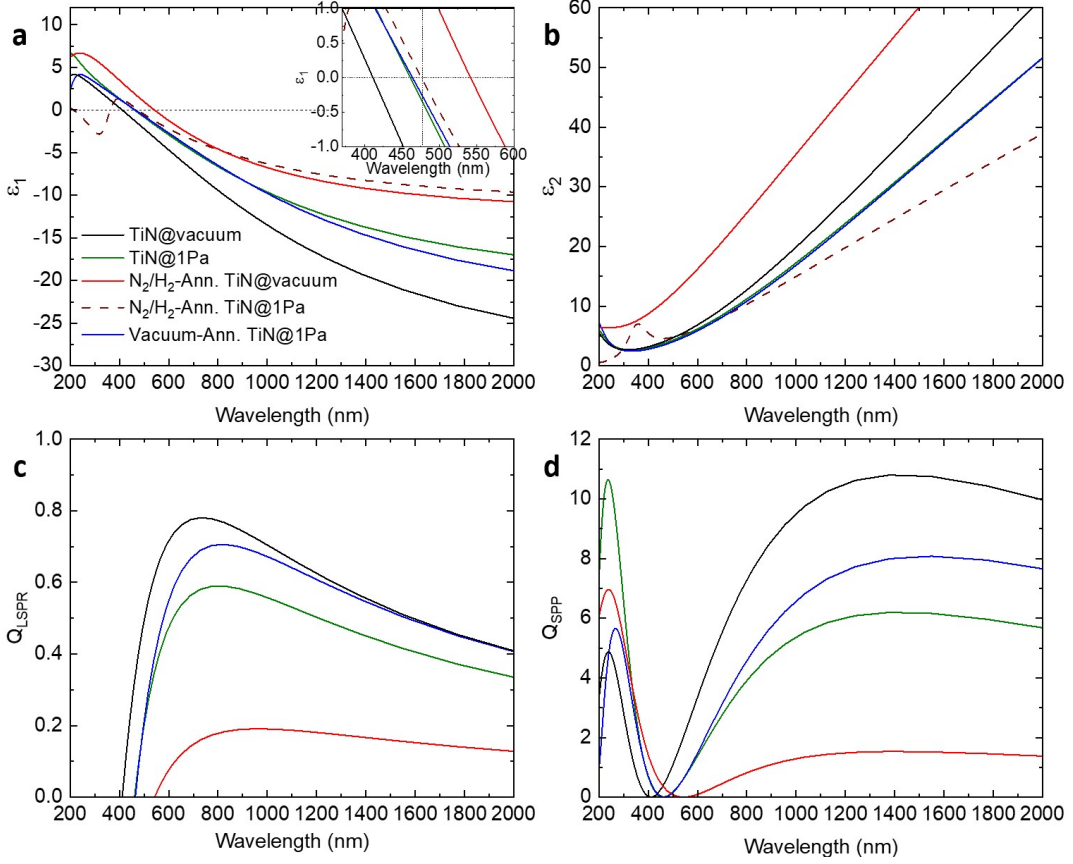 a
10
5
0
-5
-10
-15
-20
-25
-30
ε1
200 400 600 800 1000 1200 1400 1600 1800 2000
Wavelength (nm)
TiN@vacuum
TiN@1Pa
N2/H2-Ann. TiN@vacuum
N2/H2-Ann. TiN@1Pa
Vacuum-Ann. TiN@1Pa
1.0
0.5
0.0
-0.5
-1.0
ε1
400 450 500 550 600
Wavelength (nm)
b
60
50
40
30
20
10
0
ε2
200 400 600 800 1000 1200 1400 1600 1800 2000
Wavelength (nm)
c
1.0
0.8
0.6
0.4
0.2
0.0
QLSPR
200 400 600 800 1000 1200 1400 1600 1800 2000
Wavelength (nm)
d
12
10
8
6
4
2
0
QSPP
200 400 600 800 1000 1200 1400 1600 1800 2000
Wavelength (nm)